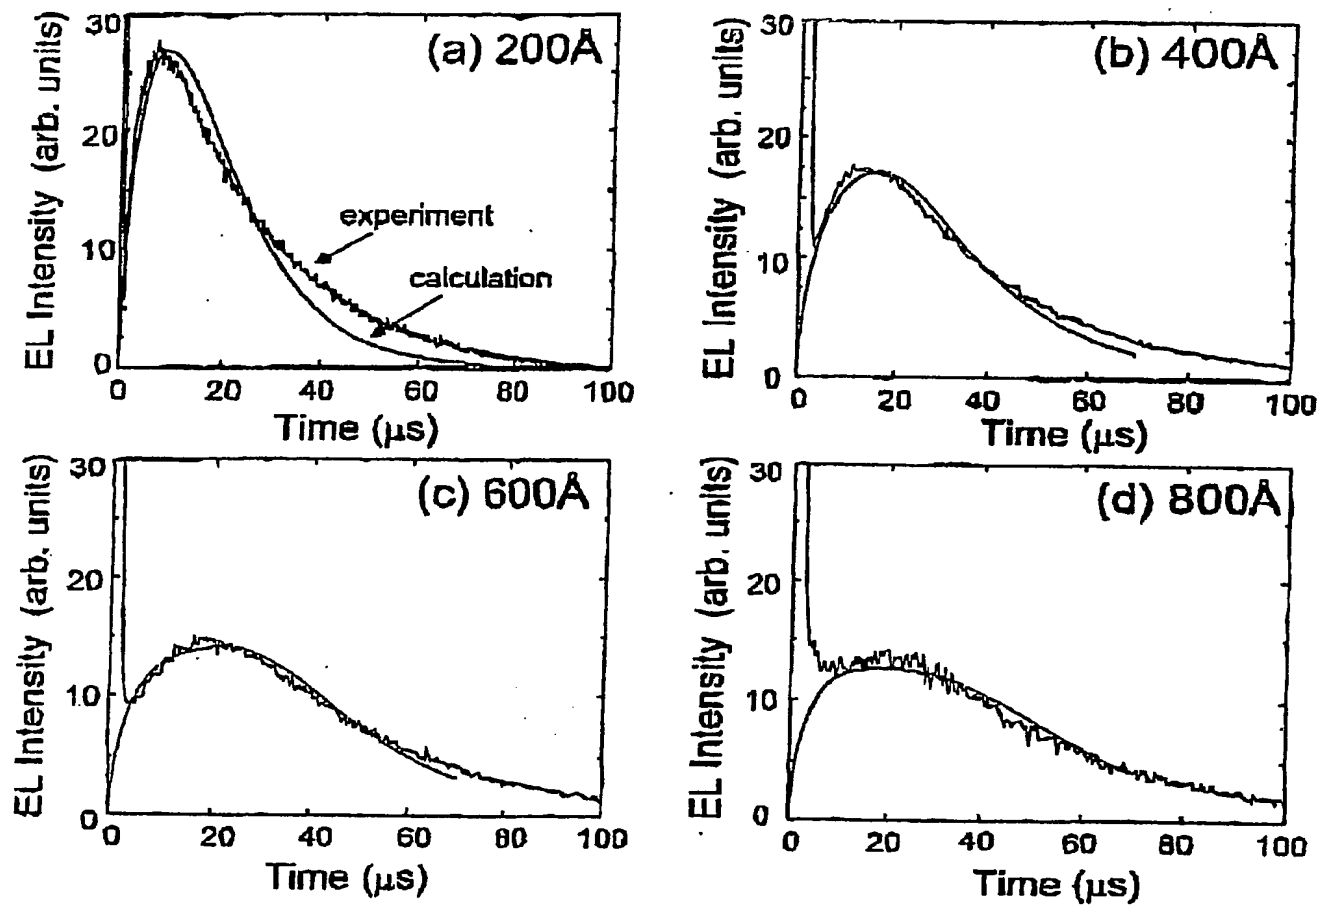 (a) 200Å
EL Intensity (arb. units)
30
20
10
0
experiment
calculation
0 20 40 60 80 100
Time (μs)
(b) 400Å
EL Intensity (arb. units)
30
20
10
0
0 20 40 60 80 100
Time (μs)
(c) 600Å
EL Intensity (arb. units)
30
20
10
0
0 20 40 60 80 100
Time (μs)
(d) 800Å
EL Intensity (arb. units)
30
20
10
0
0 20 40 60 80 100
Time (μs)